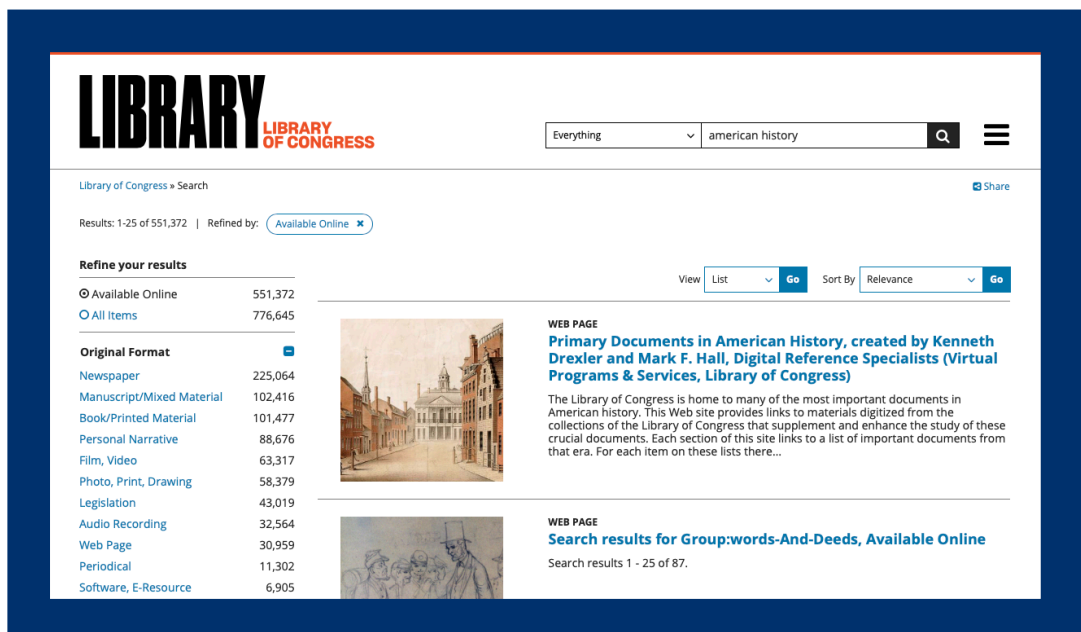 LIBRARY
LIBRARY
OF CONGRESS
Everything
american history
Library of Congress » Search
Share
Results: 1-25 of 551,372 | Refined by: Available Online ×
Refine your results
View List Go Sort By Relevance Go
Available Online 551,372
All Items 776,645
Original Format
Newspaper 225,064
Manuscript/Mixed Material 102,416
Book/Printed Material 101,477
Personal Narrative 88,676
Film, Video 63,317
Photo, Print, Drawing 58,379
Legislation 43,019
Audio Recording 32,564
Web Page 30,959
Periodical 11,302
Software, E-Resource 6,905
WEB PAGE
Primary Documents in American History, created by Kenneth
Drexler and Mark F. Hall, Digital Reference Specialists (Virtual
Programs & Services, Library of Congress)
The Library of Congress is home to many of the most important documents in
American history. This Web site provides links to materials digitized from the
collections of the Library of Congress that supplement and enhance the study of these
crucial documents. Each section of this site links to a list of important documents from
that era. For each item on these lists there...
WEB PAGE
Search results for Group:words-And-Deeds, Available Online
Search results 1 - 25 of 87.